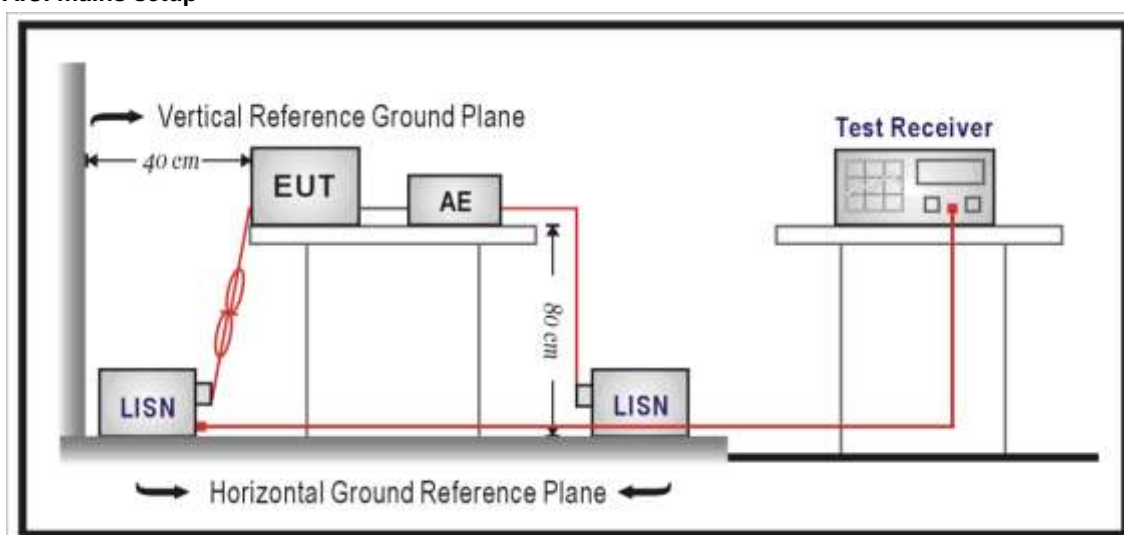 Vertical Reference Ground Plane
Test Receiver
40 cm
EUT
AE
80 cm
LISN
LISN
Horizontal Ground Reference Plane